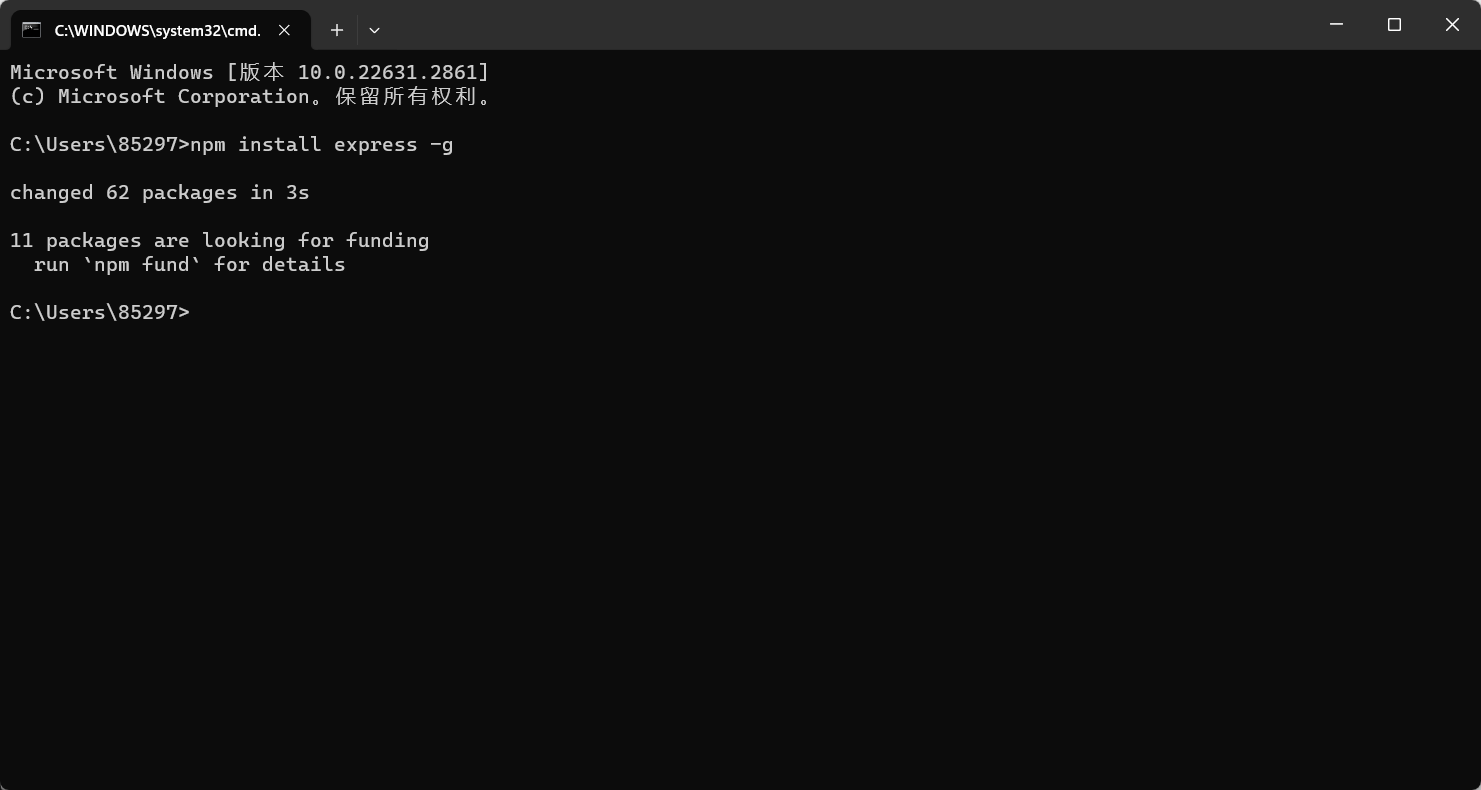 C:\WINDOWS\system32\cmd.
Microsoft Windows [版本 10.0.22631.2861]
(c) Microsoft Corporation。保留所有权利。
C:\Users\85297>npm install express -g
changed 62 packages in 3s
11 packages are looking for funding
  run `npm fund` for details
C:\Users\85297>